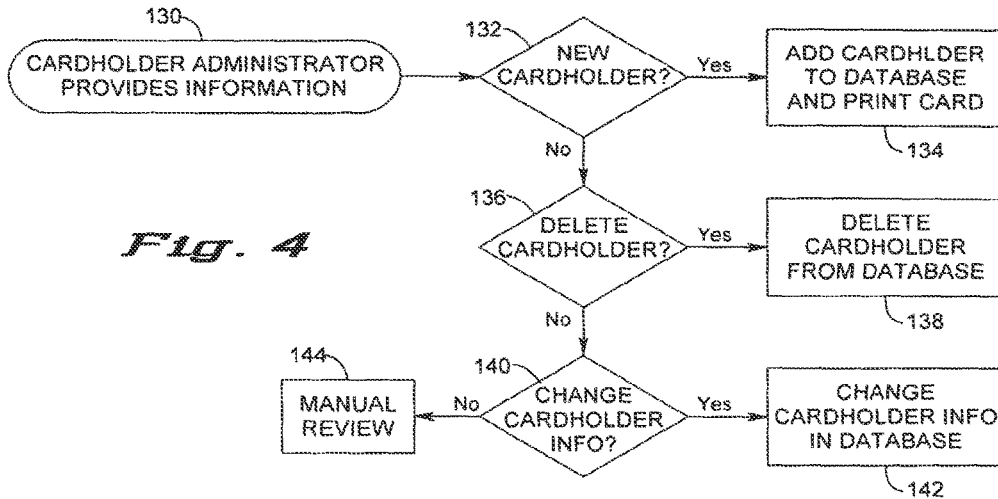 130
CARDHOLDER ADMINISTRATOR
PROVIDES INFORMATION
132
NEW
CARDHOLDER?
Yes
ADD CARDHLDER
TO DATABASE
AND PRINT CARD
134
No
136
DELETE
CARDHOLDER?
Yes
DELETE
CARDHOLDER
FROM DATABASE
138
Fig. 4
No
144
MANUAL
REVIEW
No
140
CHANGE
CARDHOLDER
INFO?
Yes
CHANGE
CARDHOLDER INFO
IN DATABASE
142